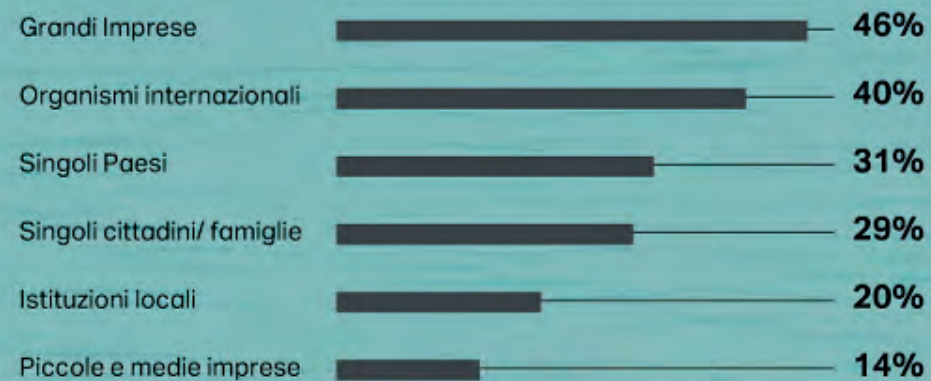 Grandi Imprese 46%
Organismi internazionali 40%
Singoli Paesi 31%
Singoli cittadini/ famiglie 29%
Istituzioni locali 20%
Piccole e medie imprese 14%